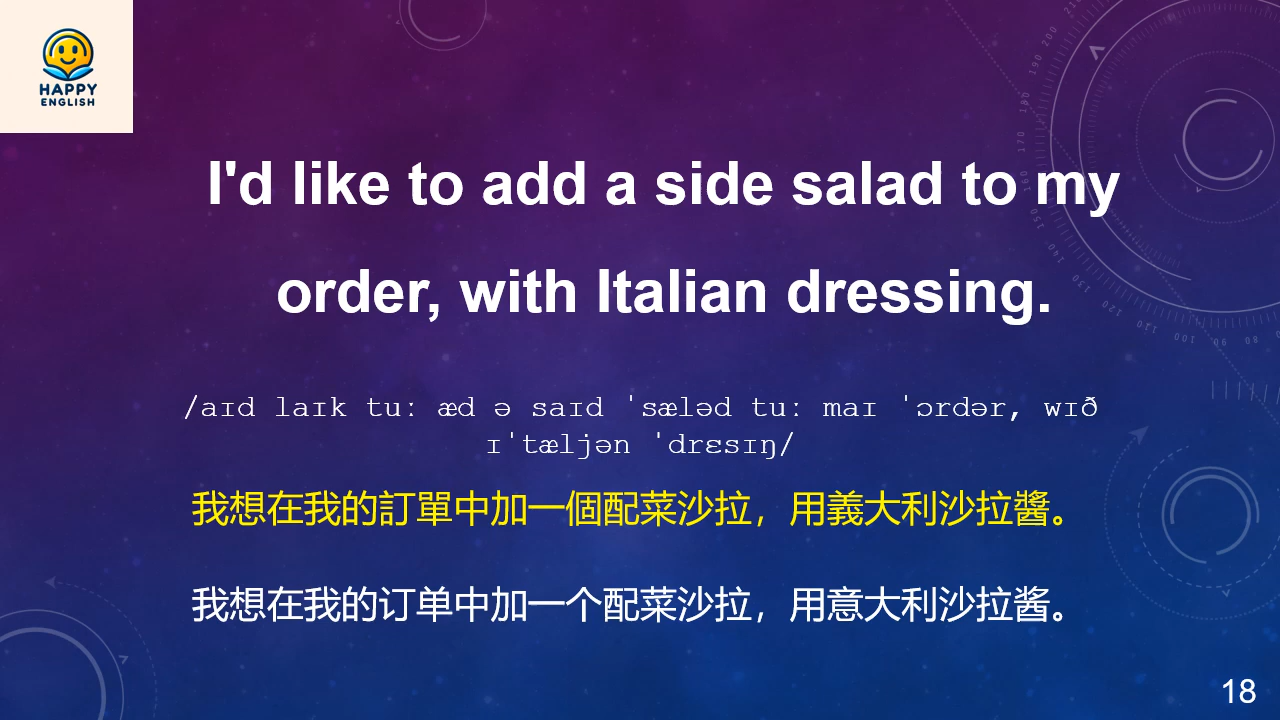 HAPPY
ENGLISH
I'd like to add a side salad to my
order, with Italian dressing.
/aɪd laɪk tuː æd ə saɪd ˈsæləd tuː maɪ ˈɔrdər, wɪð
ɪˈtæljən ˈdrɛsɪŋ/
我想在我的訂單中加一個配菜沙拉，用義大利沙拉醬。
我想在我的订单中加一个配菜沙拉，用意大利沙拉酱。
18